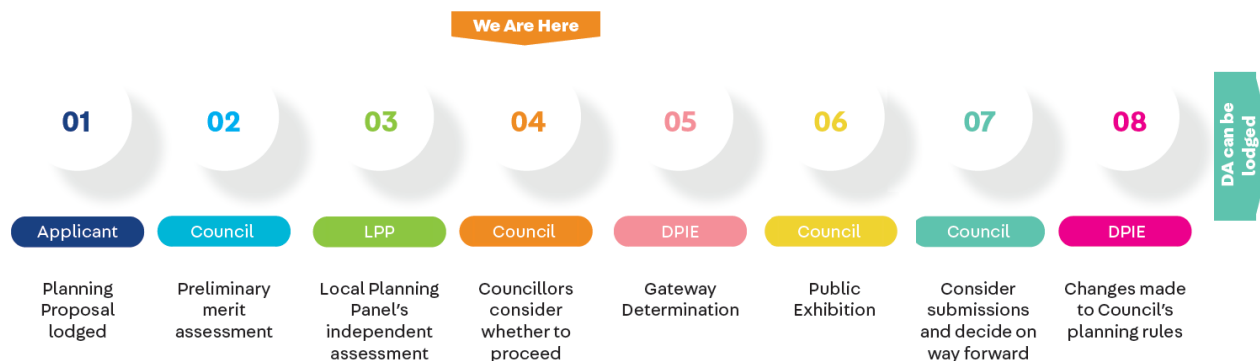 We Are Here
01
02
03
04
05
06
07
08
DA can be
lodged
Applicant
Council
LPP
Council
DPIE
Council
Council
DPIE
Planning
Proposal
lodged
Preliminary
merit
assessment
Local Planning
Panel's
independent
assessment
Councillors
consider
whether to
proceed
Gateway
Determination
Public
Exhibition
Consider
submissions
and decide on
way forward
Changes made
to Council's
planning rules